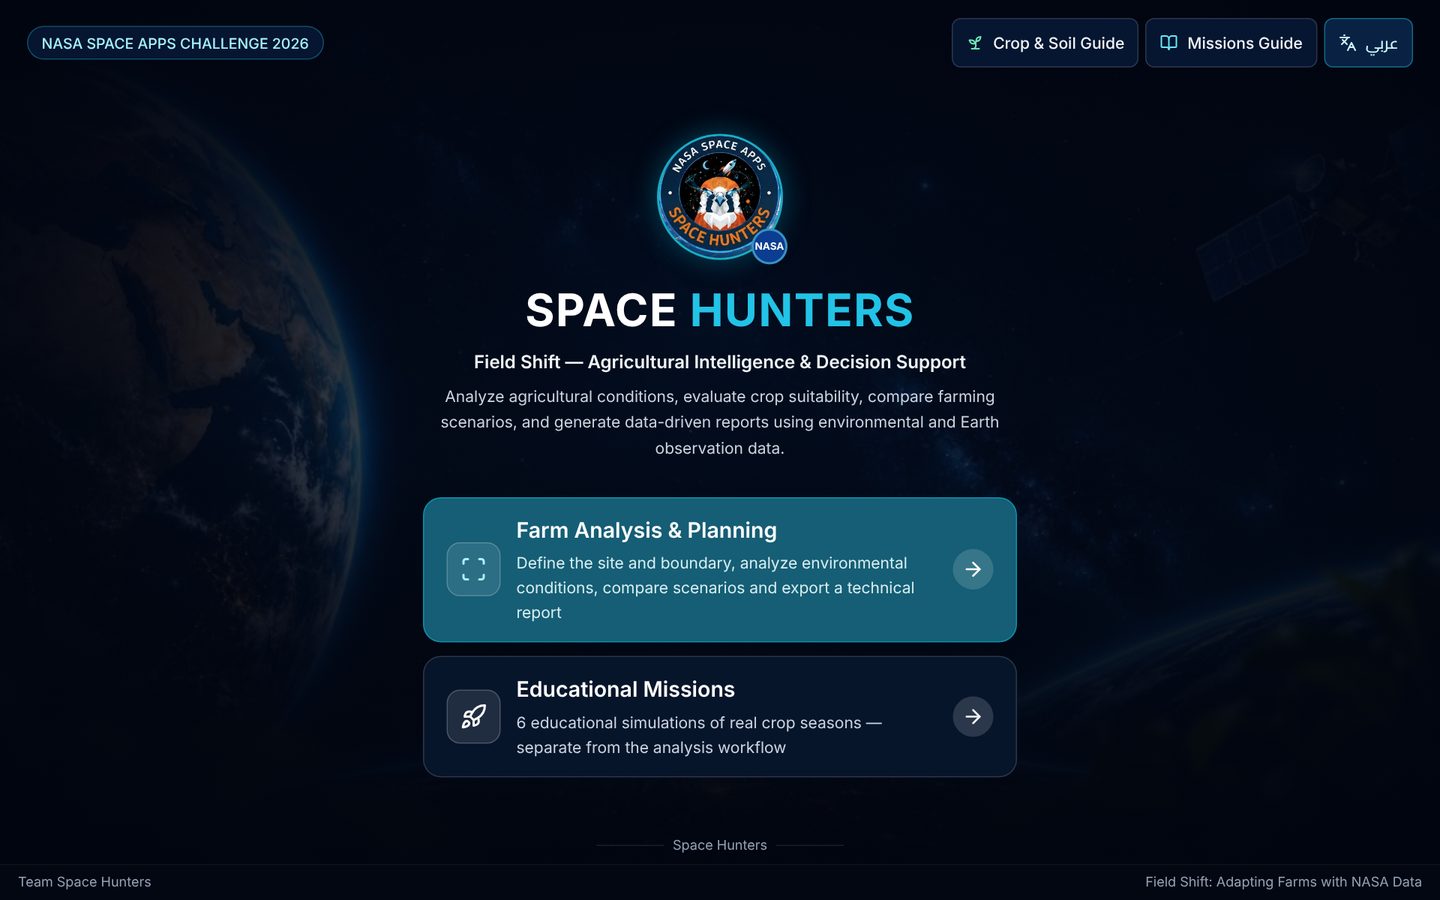 NASA SPACE APPS CHALLENGE 2026
Crop & Soil Guide
Missions Guide
عربي
NASA SPACE APPS
SPACE HUNTERS
NASA
SPACE HUNTERS
Field Shift — Agricultural Intelligence & Decision Support
Analyze agricultural conditions, evaluate crop suitability, compare farming
scenarios, and generate data-driven reports using environmental and Earth
observation data.
Farm Analysis & Planning
Define the site and boundary, analyze environmental
conditions, compare scenarios and export a technical
report
Educational Missions
6 educational simulations of real crop seasons —
separate from the analysis workflow
Space Hunters
Team Space Hunters
Field Shift: Adapting Farms with NASA Data